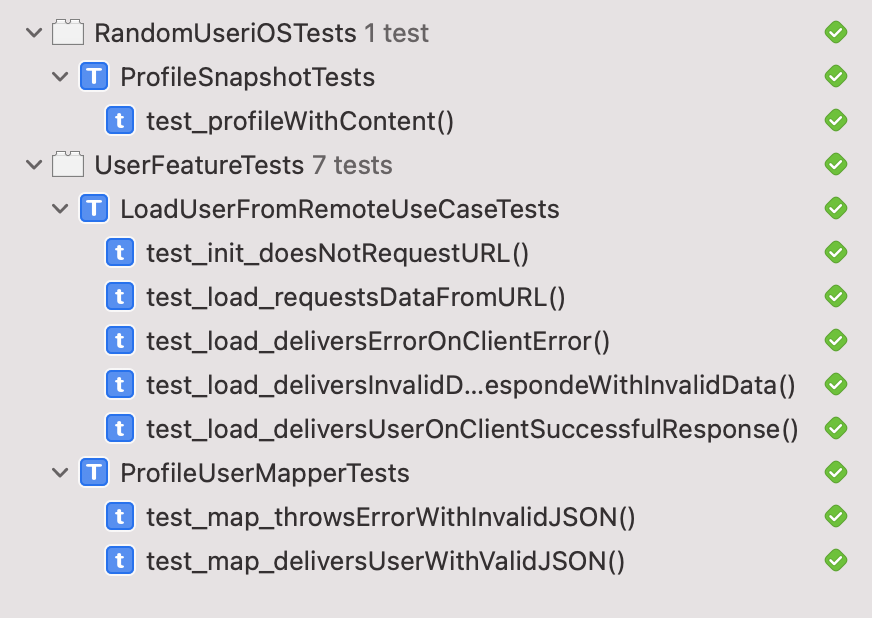 RandomUseriOSTests 1 test
T ProfileSnapshotTests
t test_profileWithContent()
UserFeatureTests 7 tests
T LoadUserFromRemoteUseCaseTests
t test_init_doesNotRequestURL()
t test_load_requestsDataFromURL()
t test_load_deliversErrorOnClientError()
t test_load_deliversInvalidD...espondeWithInvalidData()
t test_load_deliversUserOnClientSuccessfulResponse()
T ProfileUserMapperTests
t test_map_throwsErrorWithInvalidJSON()
t test_map_deliversUserWithValidJSON()